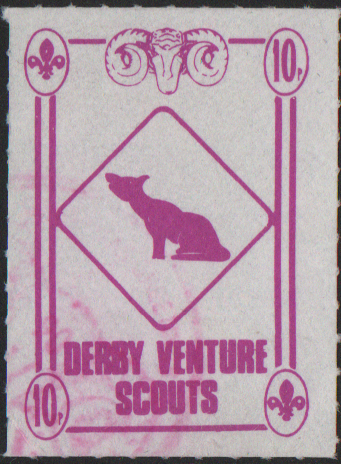 10p
DERBY VENTURE
SCOUTS
10p